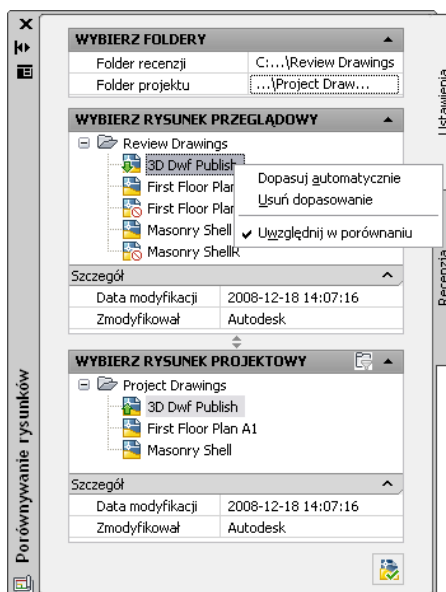 WYBIERZ FOLDERY
Folder recenzji C:...\Review Drawings
Folder projektu ...\Project Draw...
WYBIERZ RYSUNEK PRZEGLĄDOWY
Review Drawings
3D Dwf Publish
First Floor Plan
First Floor Plan
Masonry Shell
Masonry ShellR
Dopasuj automatycznie
Usuń dopasowanie
Uwzględnij w porównaniu
Szczegół
Data modyfikacji 2008-12-18 14:07:16
Zmodyfikował Autodesk
WYBIERZ RYSUNEK PROJEKTOWY
Project Drawings
3D Dwf Publish
First Floor Plan A1
Masonry Shell
Szczegół
Data modyfikacji 2008-12-18 14:07:16
Zmodyfikował Autodesk
Porównywanie rysunków
Ustawienia
Recenzja